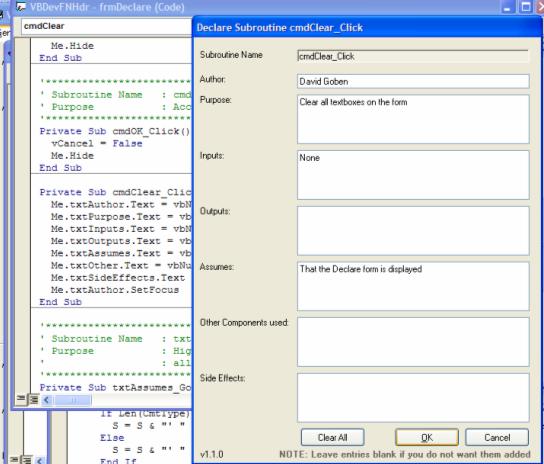 VBDevFNHdr - frmDeclare (Code)
cmdClear
Me.Hide
End Sub
'*********************
' Subroutine Name : cmd
' Purpose : Acc
'*********************
Private Sub cmdOK_Click()
vCancel = False
Me.Hide
End Sub
Private Sub cmdClear_Clic
Me.txtAuthor.Text = vbN
Me.txtPurpose.Text = vb
Me.txtInputs.Text = vbN
Me.txtOutputs.Text = vb
Me.txtAssumes.Text = vb
Me.txtOther.Text = vbNu
Me.txtSideEffects.Text
Me.txtAuthor.SetFocus
End Sub
'*********************
' Subroutine Name : txt
' Purpose : Hig
' : all
'*********************
Private Sub txtAssumes_Go
If Len(CmtType)
S = S & "' "
Else
S = S & "' "
End If
Declare Subroutine cmdClear_Click
Subroutine Name cmdClear_Click
Author: David Goben
Purpose: Clear all textboxes on the form
Inputs: None
Outputs:
Assumes: That the Declare form is displayed
Other Components used:
Side Effects:
Clear All OK Cancel
v1.1.0 NOTE: Leave entries blank if you do not want them added